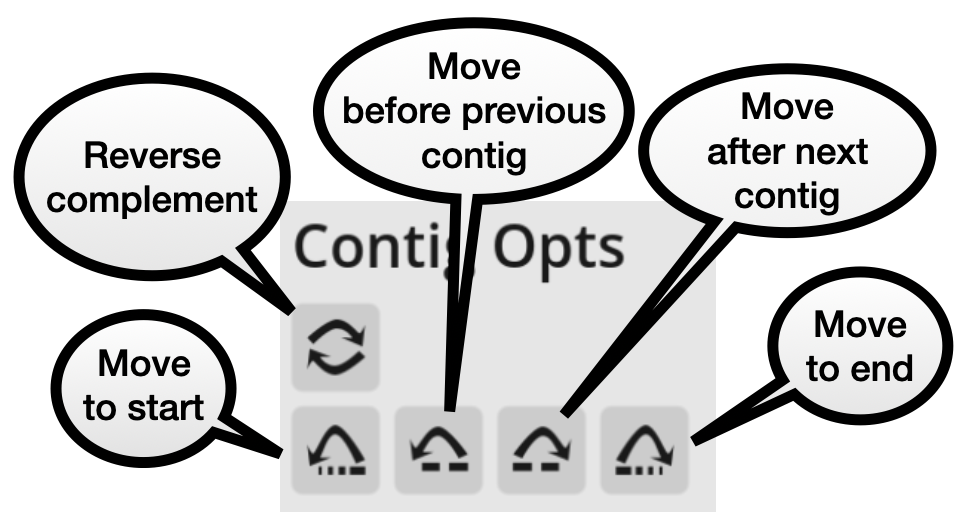 Move
before previous
contig
Move
after next
contig
Reverse
complement
Contig Opts
Move
to start
Move
to end